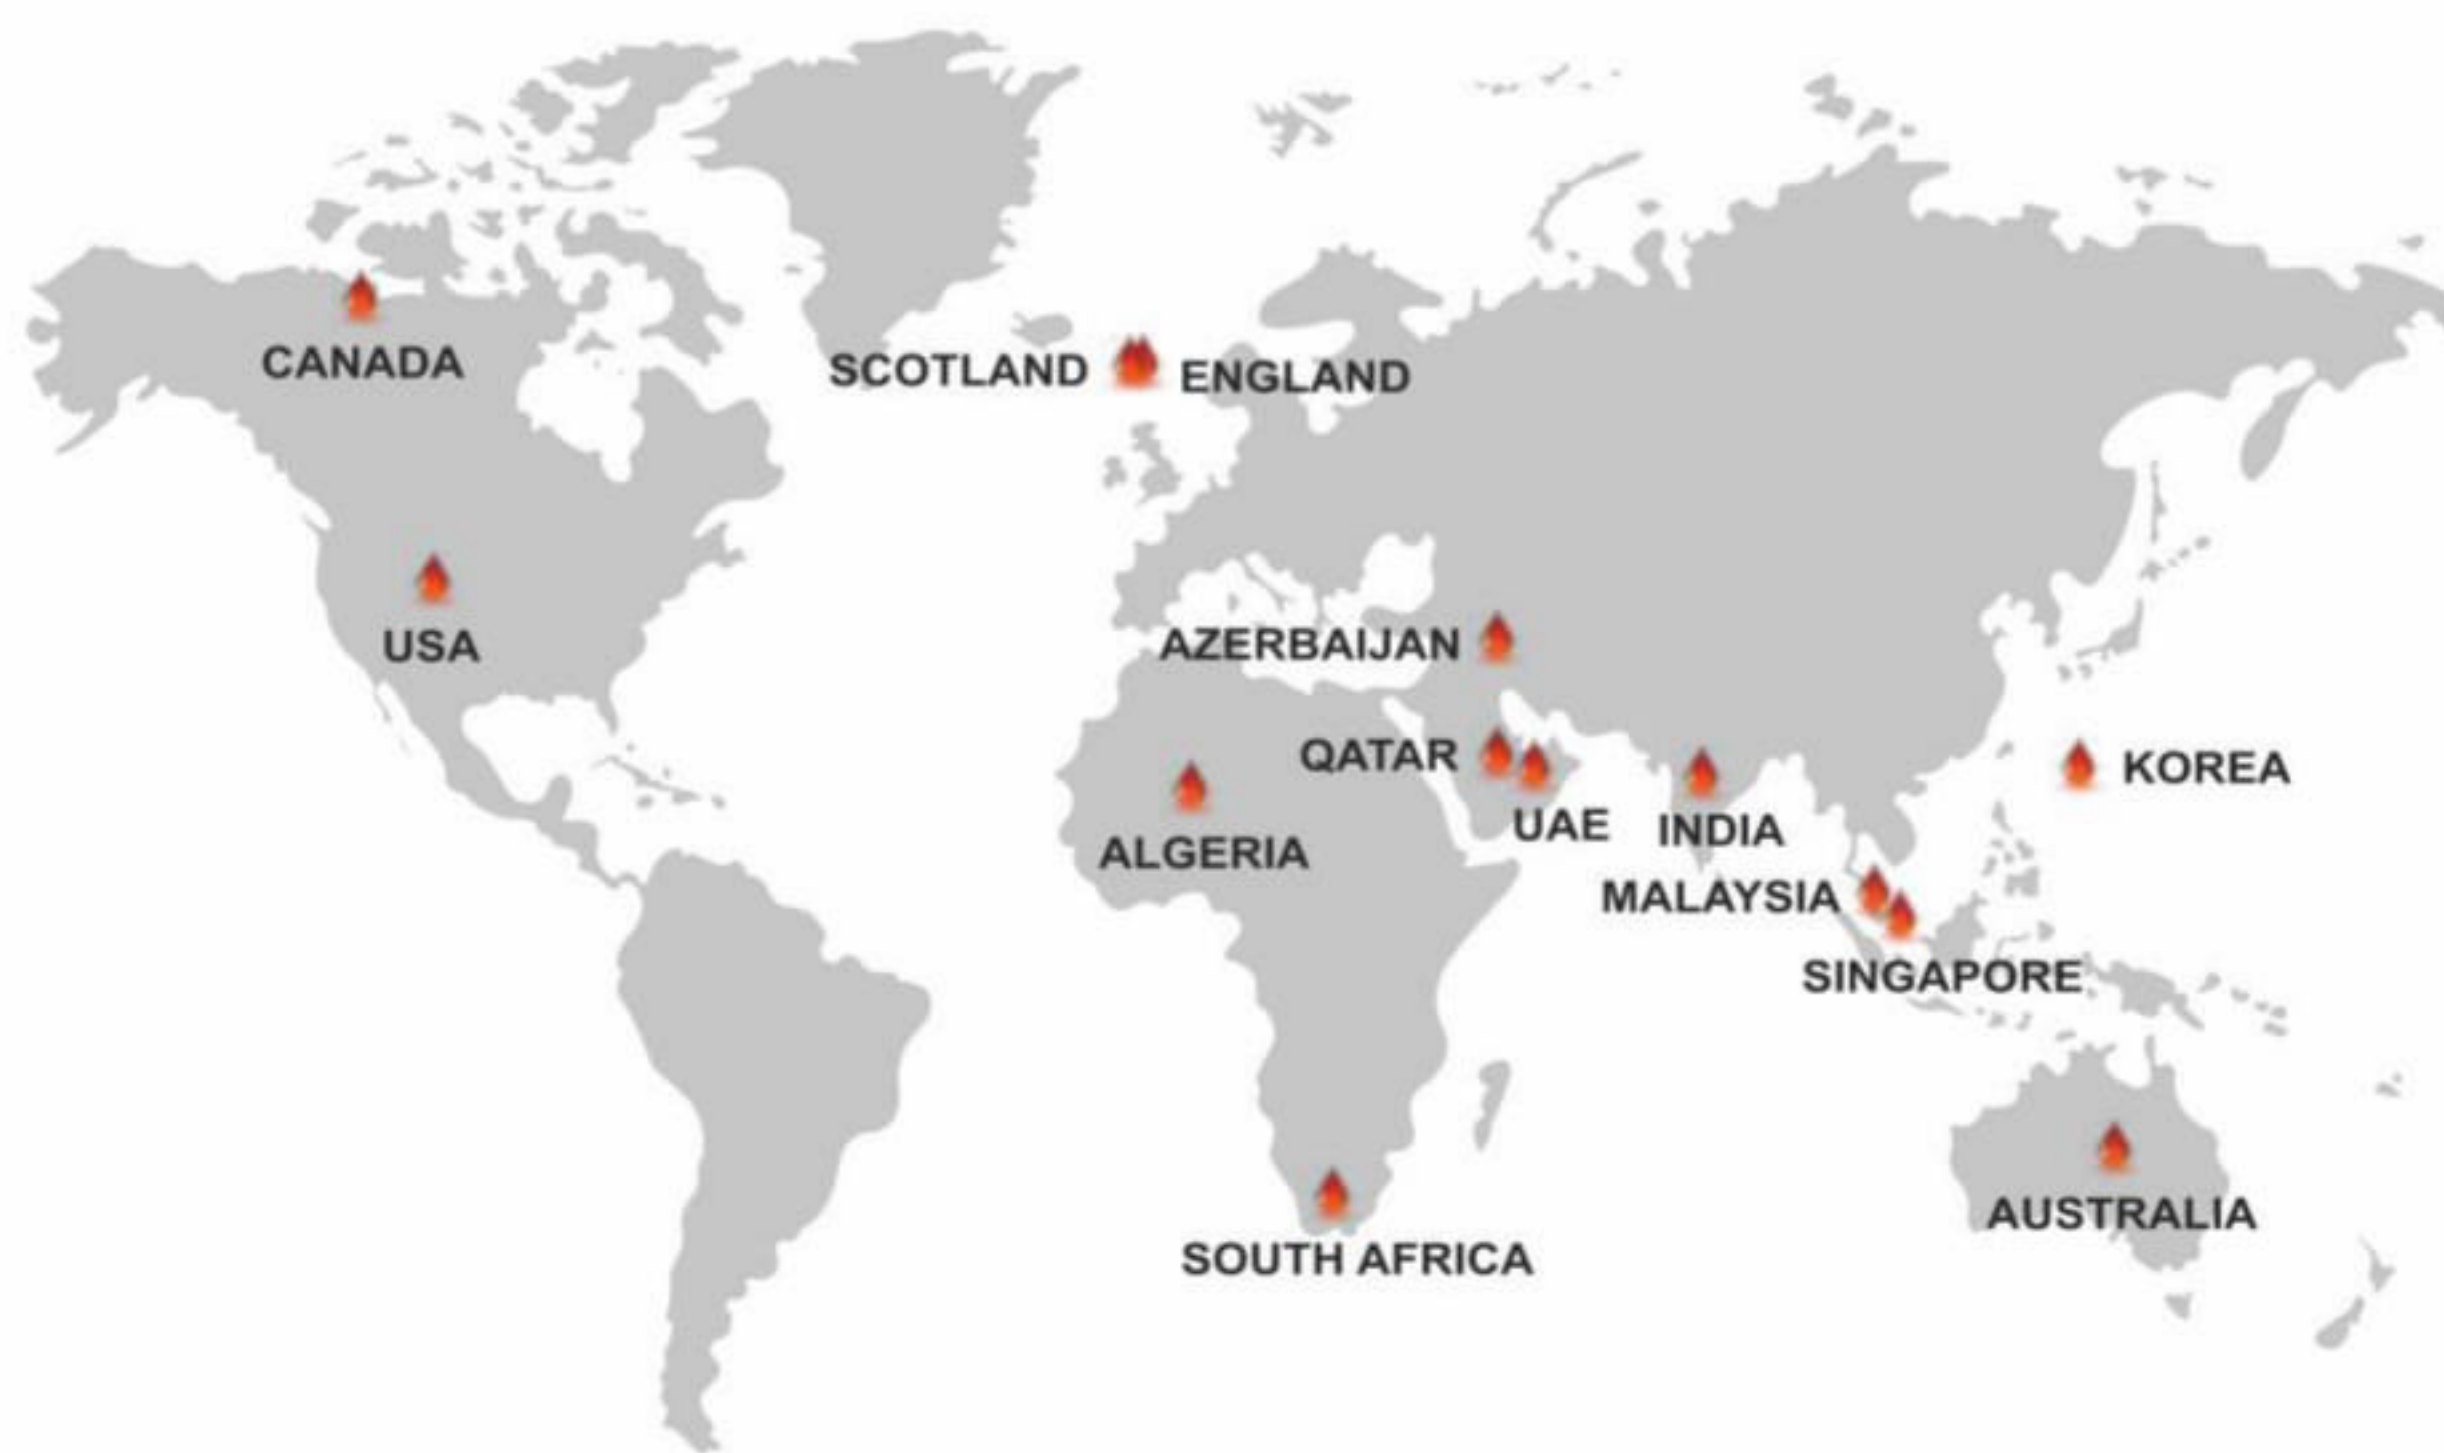 CANADA
SCOTLAND
ENGLAND
USA
AZERBAIJAN
QATAR
KOREA
UAE
INDIA
ALGERIA
MALAYSIA
SINGAPORE
AUSTRALIA
SOUTH AFRICA